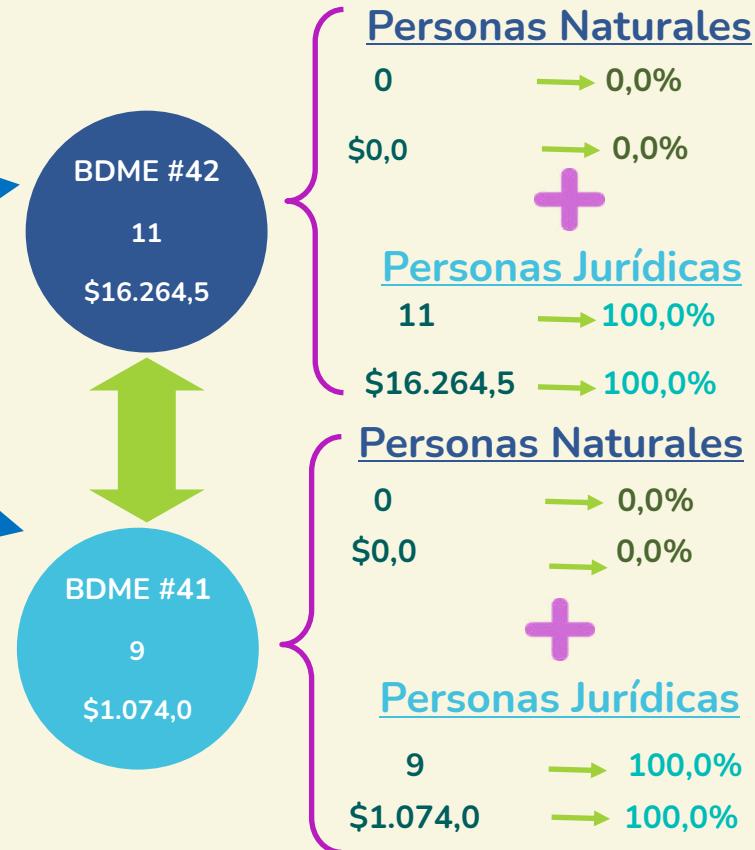 BDME #42
11
$16.264,5
Personas Naturales
0 0,0%
$0,0 0,0%
Personas Jurídicas
11 100,0%
$16.264,5 100,0%
BDME #41
9
$1.074,0
Personas Naturales
0 0,0%
$0,0 0,0%
Personas Jurídicas
9 100,0%
$1.074,0 100,0%